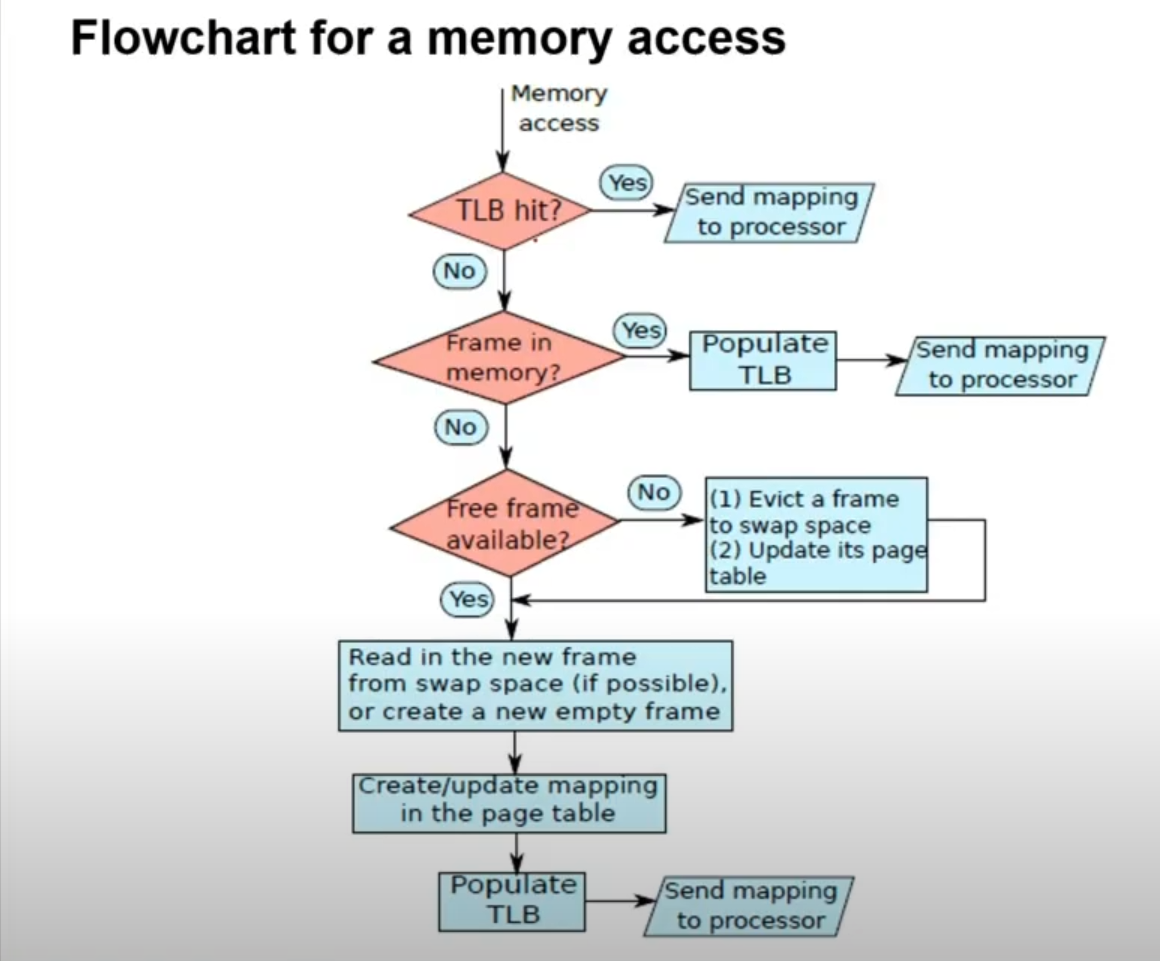 Flowchart for a memory access
Memory
access
TLB hit?
Yes
Send mapping
to processor
No
Frame in
memory?
Yes
Populate
TLB
Send mapping
to processor
No
Free frame
available?
No
(1) Evict a frame
to swap space
(2) Update its page
table
Yes
Read in the new frame
from swap space (if possible),
or create a new empty frame
Create/update mapping
in the page table
Populate
TLB
Send mapping
to processor